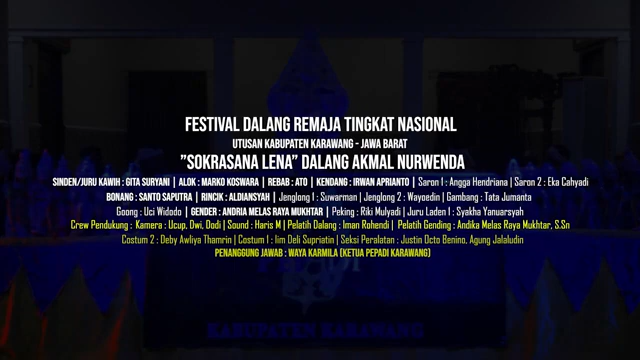 FESTIVAL DALANG REMAJA TINGKAT NASIONAL
UTUSAN KABUPATEN KARAWANG - JAWA BARAT
"SOKRASANA LENA" DALANG AKMAL NURWENDA
SINDEN/JURU KAWIH : GITA SURYANI | ALOK : MARKO KOSWARA | REBAB : ATO | KENDANG : IRWAN APRIANTO | Saron 1 : Angga Hendriana | Saron 2 : Eka Cahyadi
BONANG : SANTO SAPUTRA | RINCIK : ALDIANSYAH | Jenglong 1 : Suwarman | Jenglong 2 : Wayoedin | Gambang : Tata Jumanta
Goong : Uci Widodo | GENDER : ANDRIA MELAS RAYA MUKHTAR | Peking : Riki Mulyadi | Juru Laden 1 : Syakha Yanuarsyah
Crew Pendukung : Kamera : Ucup, Dwi, Dodi | Sound : Haris M | Pelatih Dalang : Iman Rohendi | Pelatih Gending : Andika Melas Raya Mukhtar, S.Sn
Costum 2 : Deby Awliya Thamrin | Costum 1 : Iim Deli Supriatin | Seksi Peralatan : Justin Octo Benino, Agung Jalaludin
PENANGGUNG JAWAB : WAYA KARMILA (KETUA PEPADI KARAWANG)
KABUPATEN KARAWANG